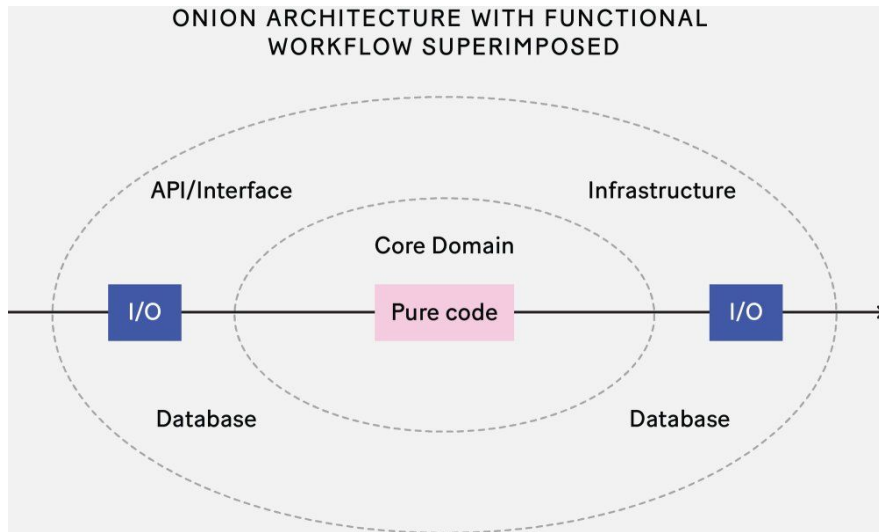 ONION ARCHITECTURE WITH FUNCTIONAL
WORKFLOW SUPERIMPOSED
API/Interface
Infrastructure
Core Domain
I/O
Pure code
I/O
Database
Database